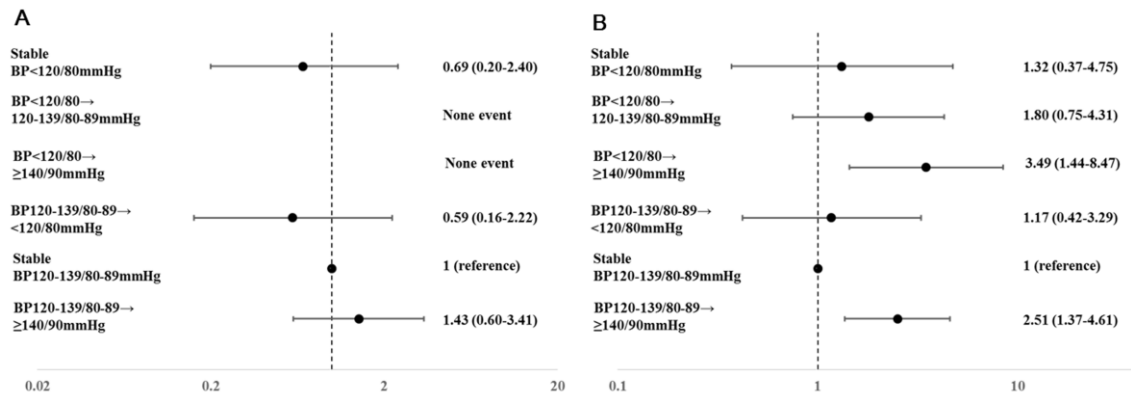 A
Stable
BP<120/80mmHg
0.69 (0.20-2.40)
BP<120/80→
120-139/80-89mmHg
None event
BP<120/80→
≥140/90mmHg
None event
BP120-139/80-89→
<120/80mmHg
0.59 (0.16-2.22)
Stable
BP120-139/80-89mmHg
1 (reference)
BP120-139/80-89→
≥140/90mmHg
1.43 (0.60-3.41)
0.02 0.2 2 20
B
Stable
BP<120/80mmHg
1.32 (0.37-4.75)
BP<120/80→
120-139/80-89mmHg
1.80 (0.75-4.31)
BP<120/80→
≥140/90mmHg
3.49 (1.44-8.47)
BP120-139/80-89→
<120/80mmHg
1.17 (0.42-3.29)
Stable
BP120-139/80-89mmHg
1 (reference)
BP120-139/80-89→
≥140/90mmHg
2.51 (1.37-4.61)
0.1 1 10